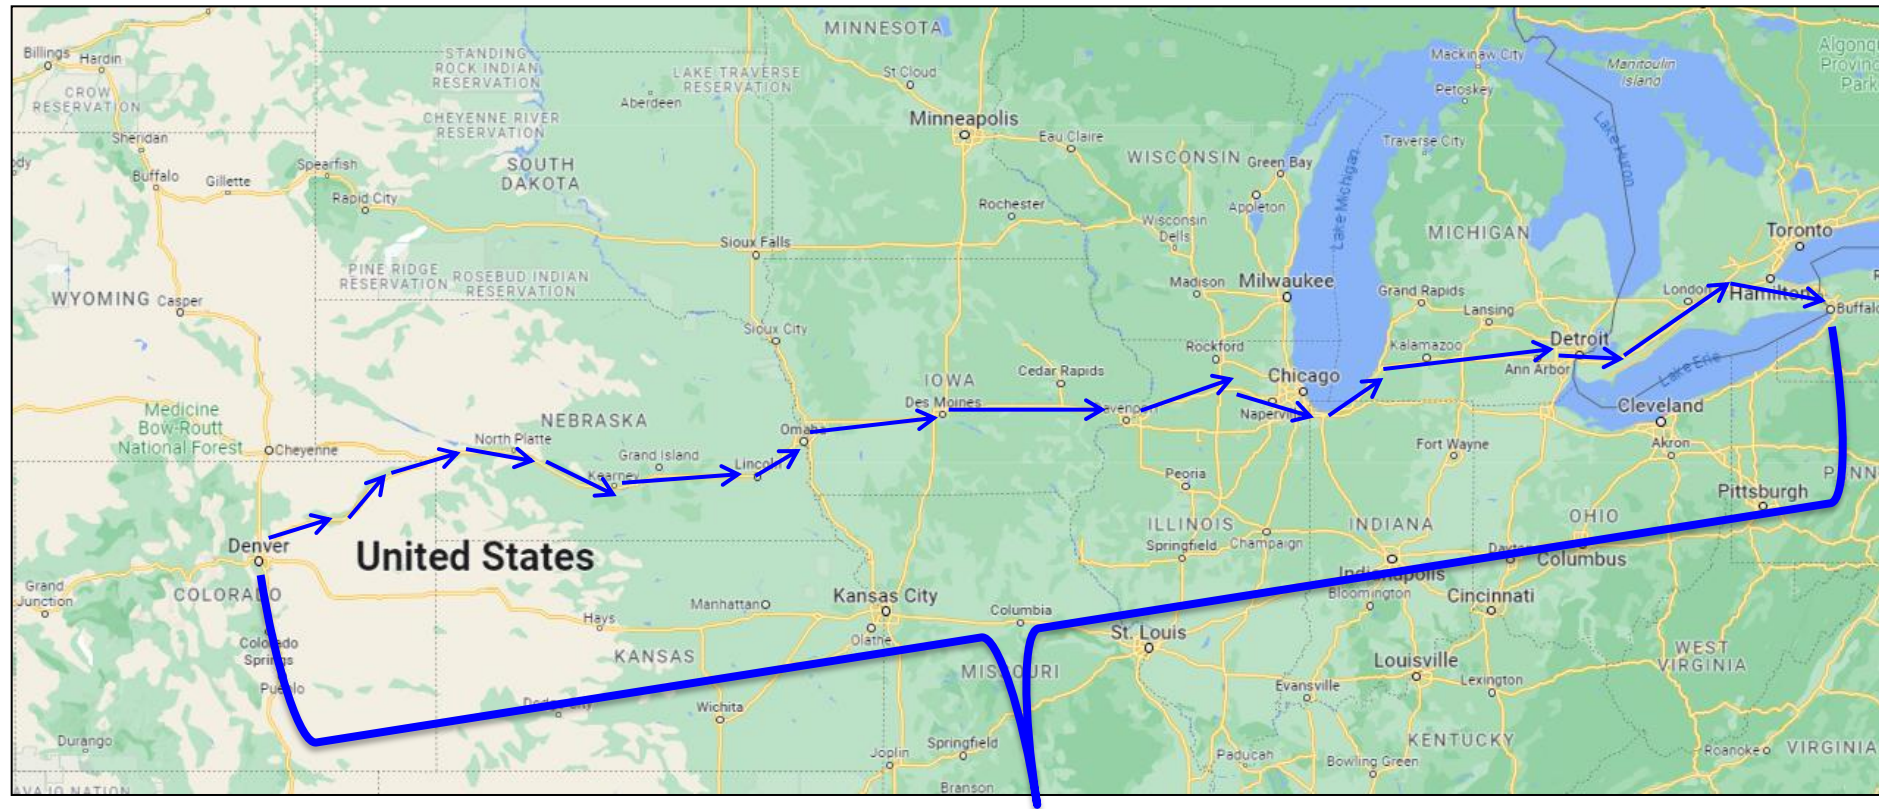 MINNESOTA
Billings
Hardin
STANDING
ROCK INDIAN
RESERVATION
LAKE TRAVERSE
RESERVATION
St Cloud
Mackinaw City
Manitoulin
Island
CROW
RESERVATION
Aberdeen
Petoskey
CHEYENNE RIVER
RESERVATION
Minneapolis
Eau Claire
Lake Huron
Sheridan
Traverse City
SOUTH
DAKOTA
WISCONSIN
Green Bay
Spearfish
Buffalo
Gillette
Rapid City
Lake Michigan
Rochester
Appleton
Wisconsin
Dells
MICHIGAN
Toronto
Sioux Falls
PINE RIDGE
RESERVATION
ROSEBUD INDIAN
RESERVATION
Madison
Milwaukee
Grand Rapids
London
Hamilton
WYOMING
Casper
Lansing
Buffalo
Sioux City
Detroit
Rockford
Kalamazoo
Ann Arbor
Lake Erie
IOWA
Cedar Rapids
Chicago
Des Moines
Naperville
Cleveland
Medicine
Bow-Routt
National Forest
NEBRASKA
Omaha
North Platte
Cheyenne
Grand Island
Lincoln
Kearney
Fort Wayne
Akron
Peoria
Pittsburgh
ILLINOIS
INDIANA
OHIO
Denver
United States
Springfield
Champaign
Dayton
Columbus
Indianapolis
Grand
Junction
COLORADO
Manhattan
Kansas City
Columbia
Bloomington
Cincinnati
Hays
Olathe
St. Louis
Colorado
Springs
KANSAS
MISSOURI
Louisville
WEST
VIRGINIA
Pueblo
Evansville
Lexington
Dodge City
Wichita
Durango
Joplin
Springfield
KENTUCKY
Roanoke
VIRGINIA
Paducah
Bowling Green
Branson